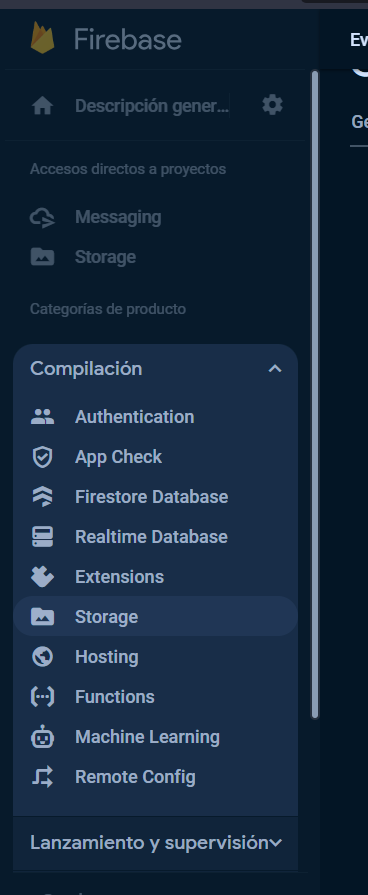 Firebase
Ev
Descripción gener...
Ge
Accesos directos a proyectos
Messaging
Storage
Categorías de producto
Compilación
Authentication
App Check
Firestore Database
Realtime Database
Extensions
Storage
Hosting
Functions
Machine Learning
Remote Config
Lanzamiento y supervisión